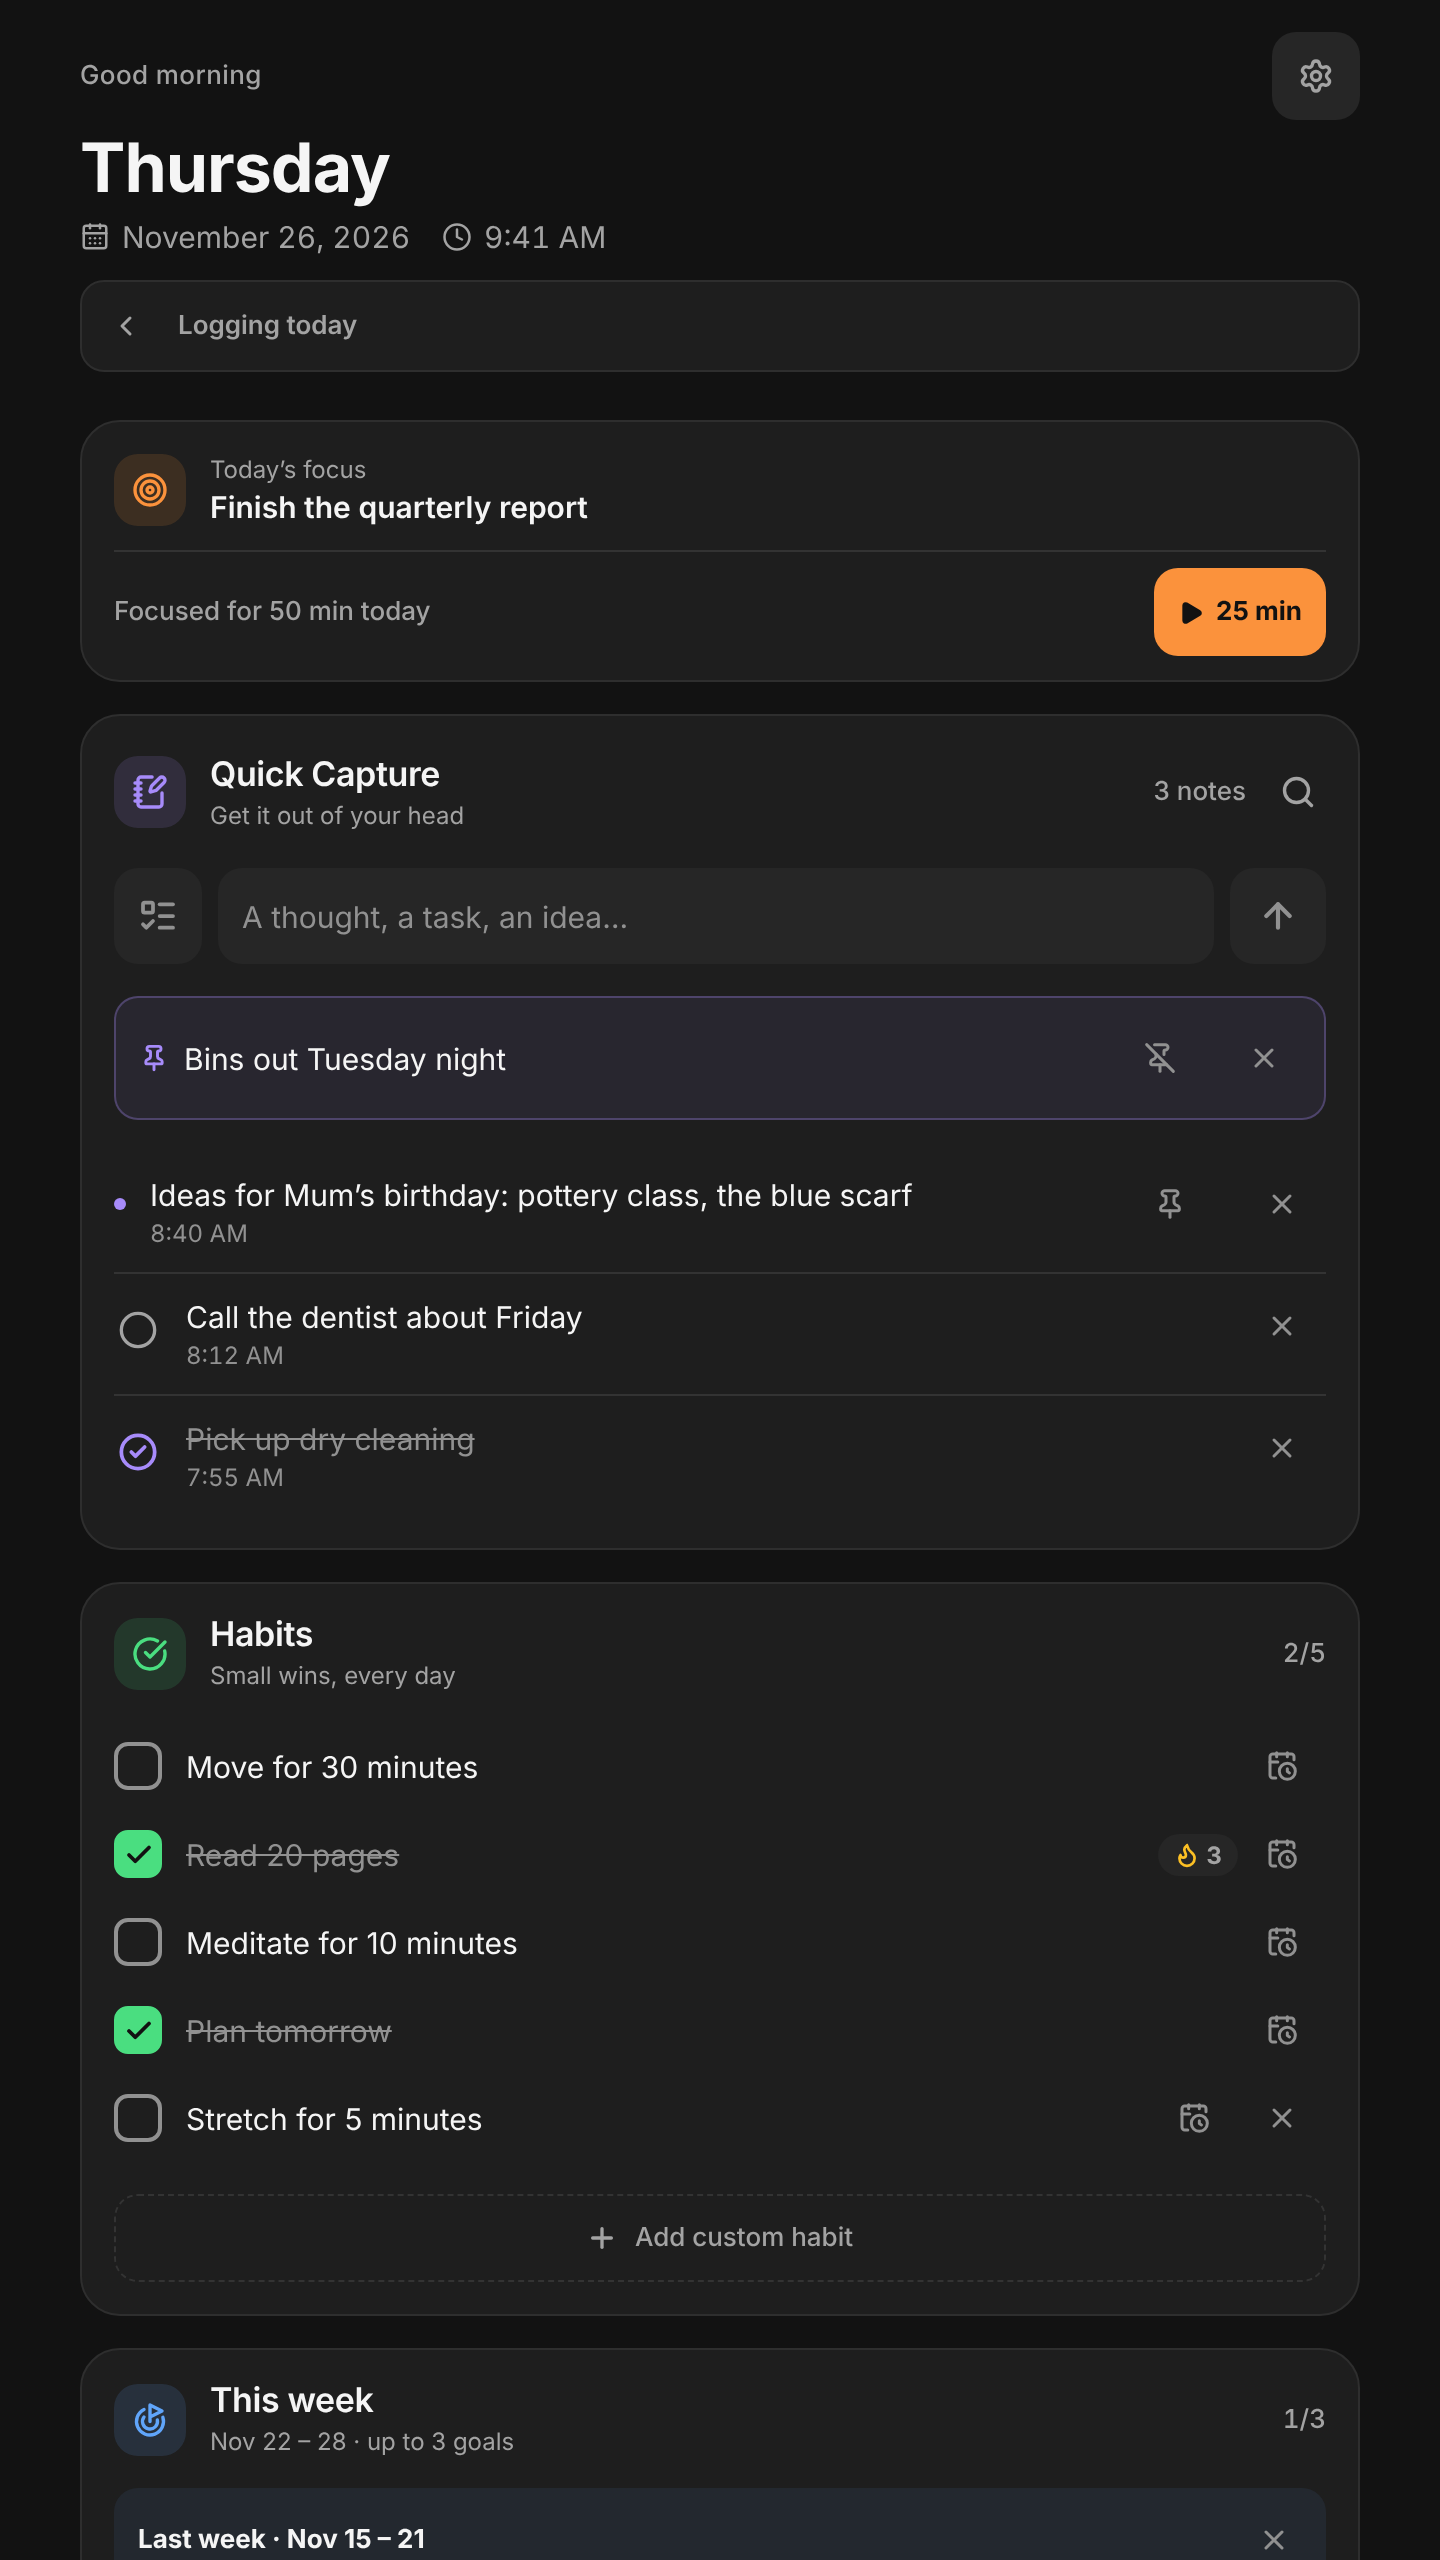 Good morning
Thursday
November 26, 2026 9:41 AM
Logging today
Today’s focus
Finish the quarterly report
Focused for 50 min today
25 min
Quick Capture
Get it out of your head
3 notes
A thought, a task, an idea...
Bins out Tuesday night
Ideas for Mum’s birthday: pottery class, the blue scarf
8:40 AM
Call the dentist about Friday
8:12 AM
Pick up dry cleaning
7:55 AM
Habits
Small wins, every day
2/5
Move for 30 minutes
Read 20 pages
3
Meditate for 10 minutes
Plan tomorrow
Stretch for 5 minutes
Add custom habit
This week
Nov 22 – 28 · up to 3 goals
1/3
Last week · Nov 15 – 21